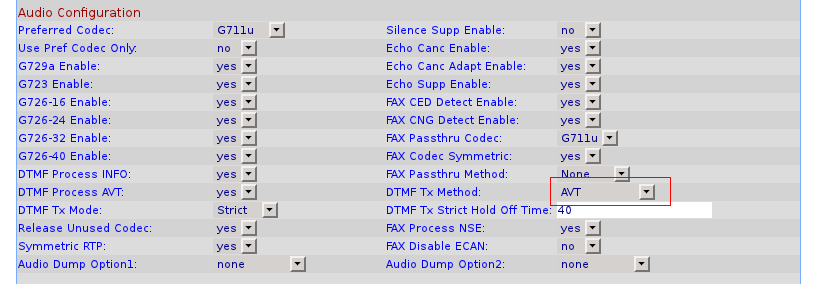 Audio Configuration
Preferred Codec: G711u Silence Supp Enable: no
Use Pref Codec Only: no Echo Canc Enable: yes
G729a Enable: yes Echo Canc Adapt Enable: yes
G723 Enable: yes Echo Supp Enable: yes
G726-16 Enable: yes FAX CED Detect Enable: yes
G726-24 Enable: yes FAX CNG Detect Enable: yes
G726-32 Enable: yes FAX Passthru Codec: G711u
G726-40 Enable: yes FAX Codec Symmetric: yes
DTMF Process INFO: yes FAX Passthru Method: None
DTMF Process AVT: yes DTMF Tx Method: AVT
DTMF Tx Mode: Strict DTMF Tx Strict Hold Off Time: 40
Release Unused Codec: yes FAX Process NSE: yes
Symmetric RTP: yes FAX Disable ECAN: no
Audio Dump Option1: none Audio Dump Option2: none